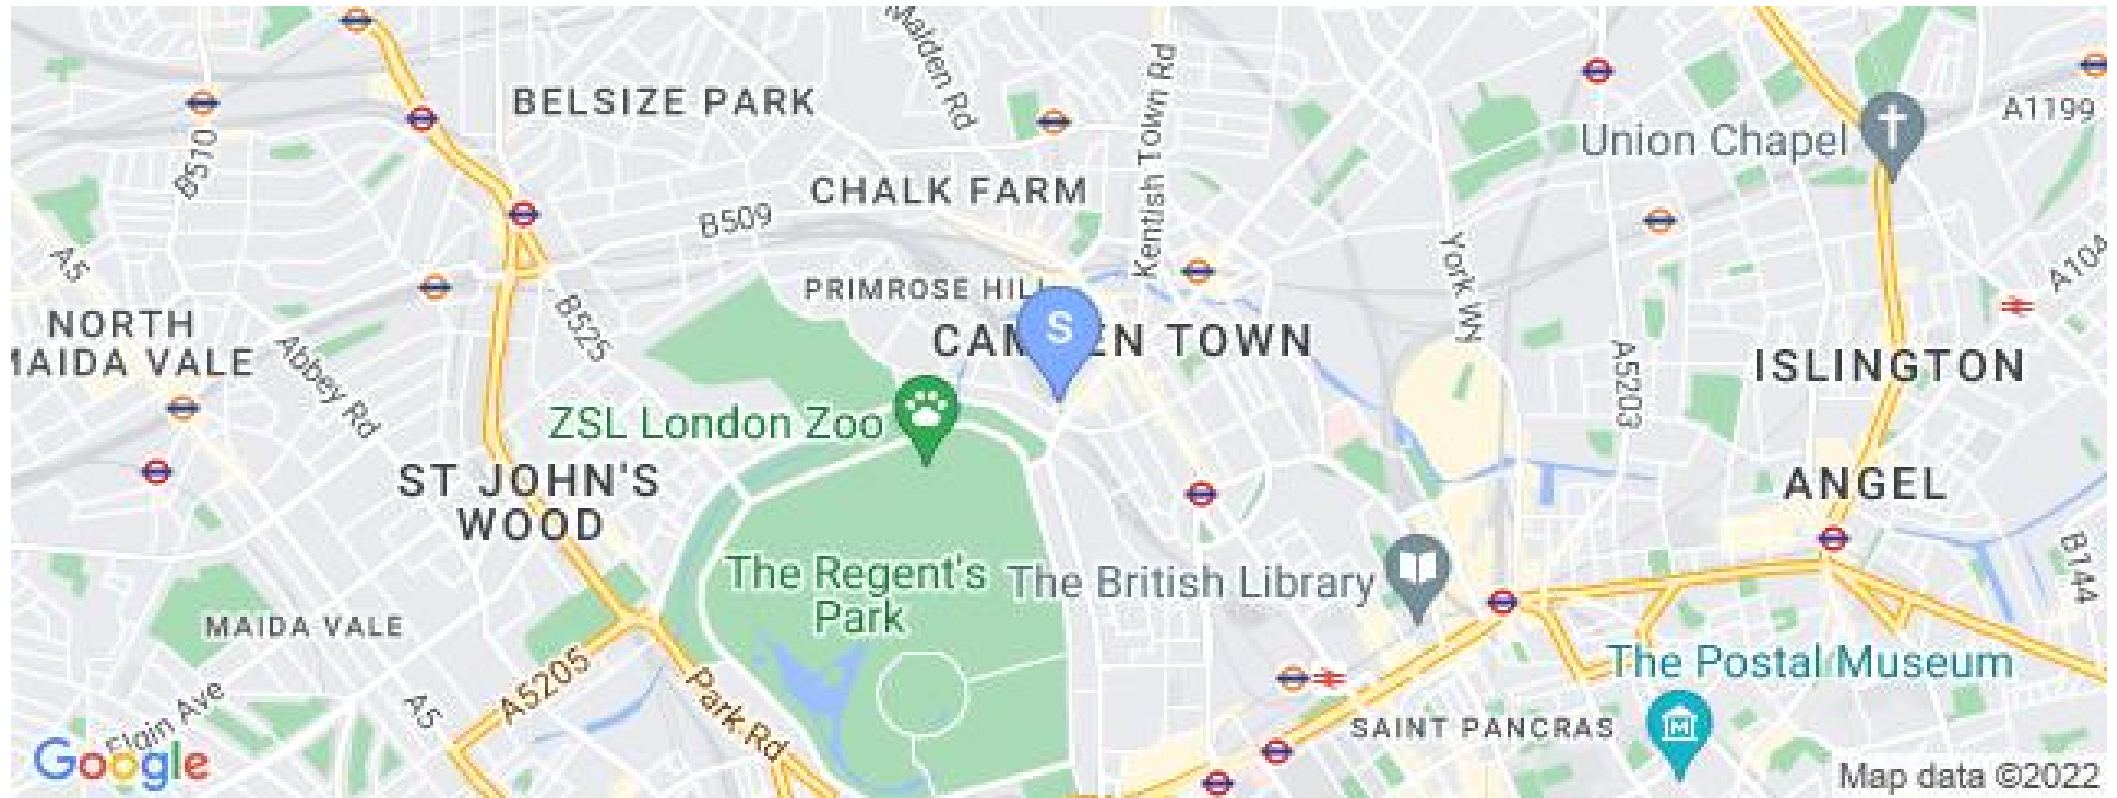 Malden Rd
BELSIZE PARK
Kentish Town Rd
A1199
Union Chapel
B510
CHALK FARM
B509
A5
York Wy
A104
PRIMROSE HILL
S
NORTH
MAIDA VALE
B525
CAMDEN TOWN
Abbey Rd
A5203
ISLINGTON
ZSL London Zoo
ST JOHN'S
WOOD
ANGEL
The Regent's
Park
The British Library
B144
MAIDA VALE
A5205
The Postal Museum
Park Rd
A5
Elgin Ave
SAINT PANCRAS
M
Google
Map data ©2022